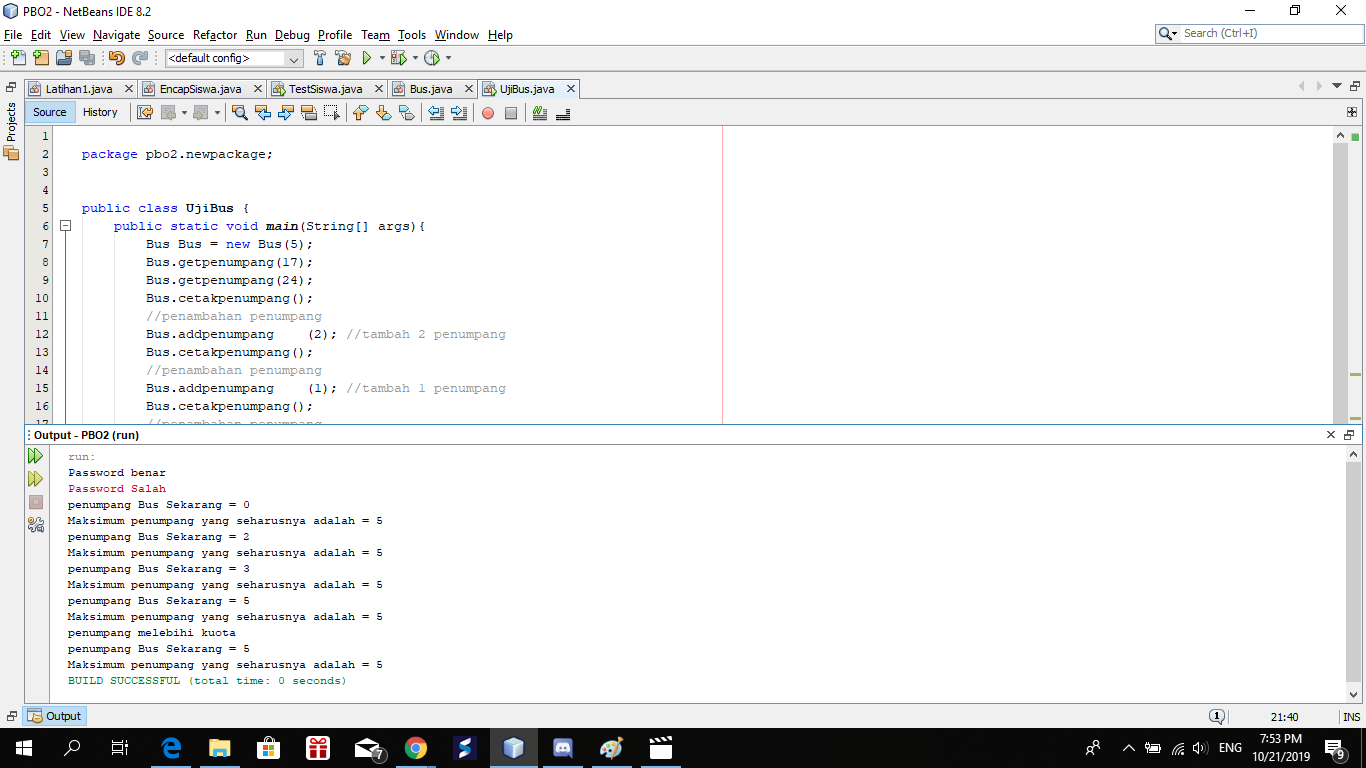 PBO2 - NetBeans IDE 8.2
File Edit View Navigate Source Refactor Run Debug Profile Team Tools Window Help
Search (Ctrl+I)
<default config>
Projects
Latihan1.java EncapSiswa.java TestSiswa.java Bus.java UjiBus.java
Source History
1
2 package pbo2.newpackage;
3
4
5 public class UjiBus {
6 public static void main(String[] args){
7 Bus Bus = new Bus(5);
8 Bus.getpenumpang(17);
9 Bus.getpenumpang(24);
10 Bus.cetakpenumpang();
11 //penambahan penumpang
12 Bus.addpenumpang (2); //tambah 2 penumpang
13 Bus.cetakpenumpang();
14 //penambahan penumpang
15 Bus.addpenumpang (1); //tambah 1 penumpang
16 Bus.cetakpenumpang();
17 //penambahan penumpang
Output - PBO2 (run)
run:
Password benar
Password Salah
penumpang Bus Sekarang = 0
Maksimum penumpang yang seharusnya adalah = 5
penumpang Bus Sekarang = 2
Maksimum penumpang yang seharusnya adalah = 5
penumpang Bus Sekarang = 3
Maksimum penumpang yang seharusnya adalah = 5
penumpang Bus Sekarang = 5
Maksimum penumpang yang seharusnya adalah = 5
penumpang melebihi kuota
penumpang Bus Sekarang = 5
Maksimum penumpang yang seharusnya adalah = 5
BUILD SUCCESSFUL (total time: 0 seconds)
Output
1 21:40 INS
7
ENG
7:53 PM
10/21/2019
9